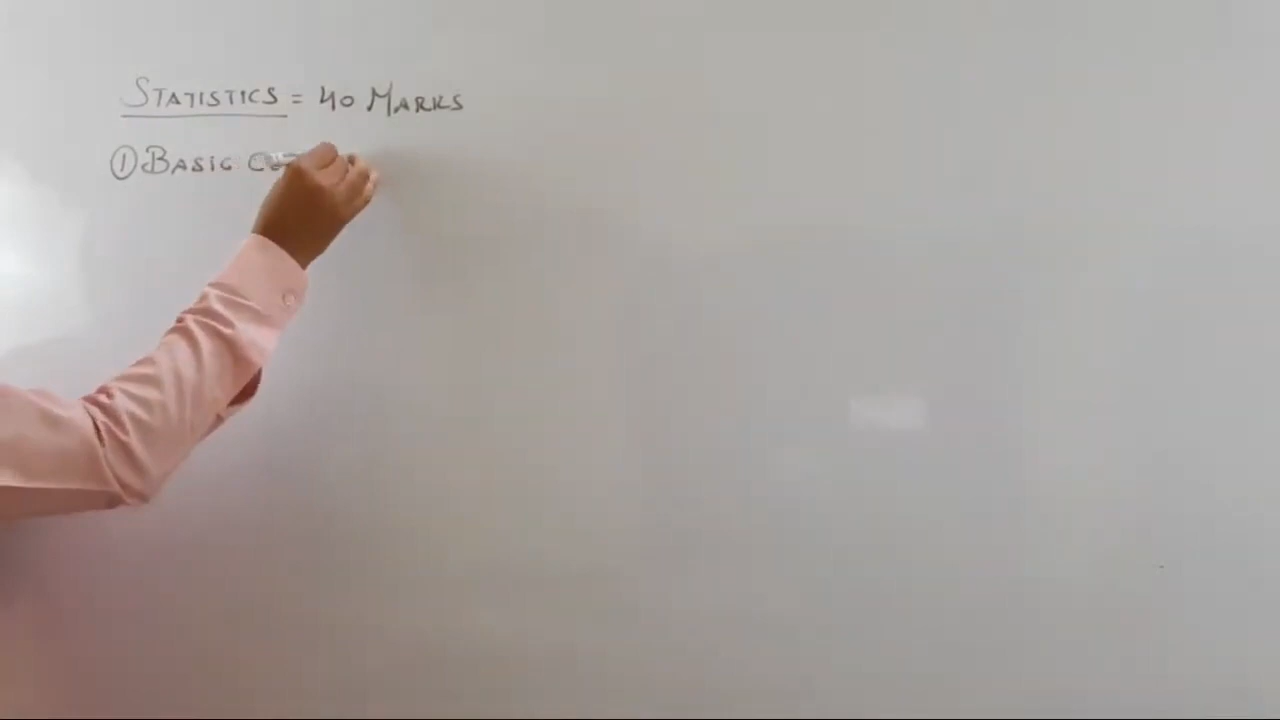 STATISTICS = 40 MARKS
① BASIC